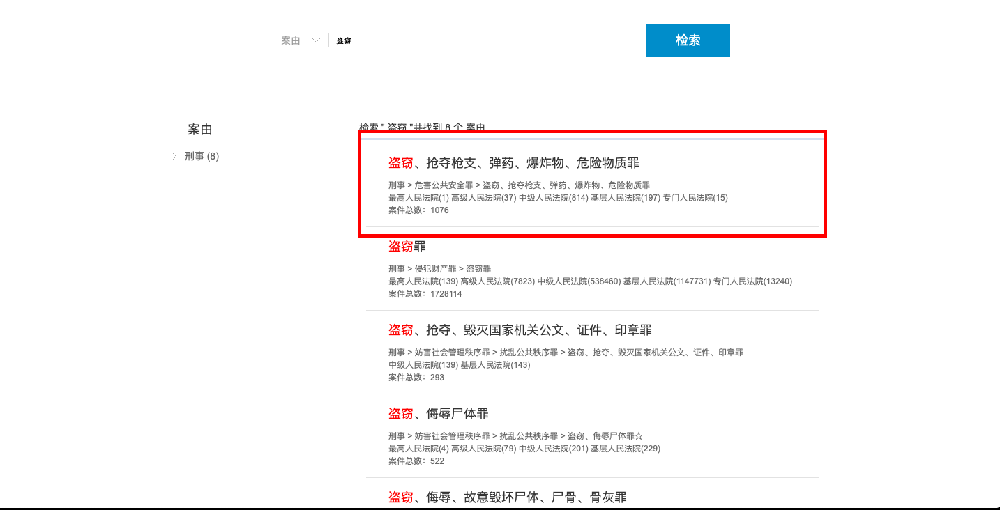 案由 盗窃 检索
案由
刑事 (8)
检索 " 盗窃 "共找到 8 个 案由
盗窃、抢夺枪支、弹药、爆炸物、危险物质罪
刑事 > 危害公共安全罪 > 盗窃、抢夺枪支、弹药、爆炸物、危险物质罪
最高人民法院(1) 高级人民法院(37) 中级人民法院(814) 基层人民法院(197) 专门人民法院(15)
案件总数：1076
盗窃罪
刑事 > 侵犯财产罪 > 盗窃罪
最高人民法院(139) 高级人民法院(7823) 中级人民法院(538460) 基层人民法院(1147731) 专门人民法院(13240)
案件总数：1728114
盗窃、抢夺、毁灭国家机关公文、证件、印章罪
刑事 > 妨害社会管理秩序罪 > 扰乱公共秩序罪 > 盗窃、抢夺、毁灭国家机关公文、证件、印章罪
中级人民法院(139) 基层人民法院(143)
案件总数：293
盗窃、侮辱尸体罪
刑事 > 妨害社会管理秩序罪 > 扰乱公共秩序罪 > 盗窃、侮辱尸体罪☆
最高人民法院(4) 高级人民法院(79) 中级人民法院(201) 基层人民法院(229)
案件总数：522
盗窃、侮辱、故意毁坏尸体、尸骨、骨灰罪